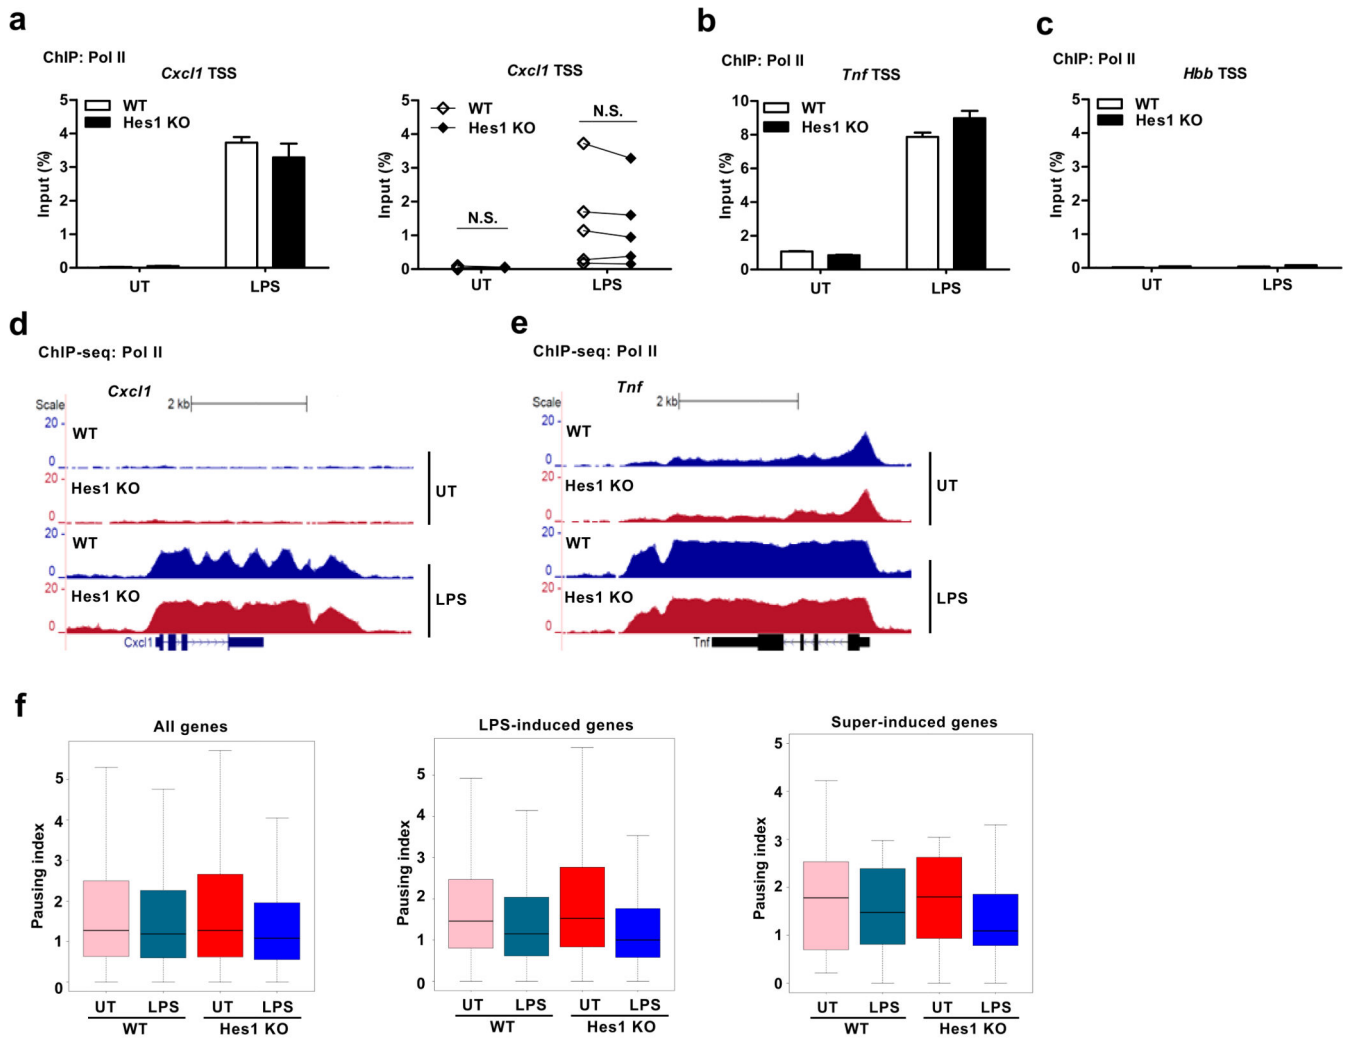 a
ChIP: Pol II
Cxcl1 TSS
WT
Hes1 KO
Input (%)
5
4
3
2
1
0
UT
LPS
Cxcl1 TSS
WT
Hes1 KO
N.S.
N.S.
Input (%)
5
4
3
2
1
0
UT
LPS
b
ChIP: Pol II
Tnf TSS
WT
Hes1 KO
Input (%)
10
8
6
4
2
0
UT
LPS
c
ChIP: Pol II
Hbb TSS
WT
Hes1 KO
Input (%)
5
4
3
2
1
0
UT
LPS
d
ChIP-seq: Pol II
Cxcl1
Scale
2 kb
20
WT
0
20
Hes1 KO
0
UT
20
WT
0
20
Hes1 KO
0
LPS
Cxcl1
e
ChIP-seq: Pol II
Tnf
Scale
2 kb
20
WT
0
20
Hes1 KO
0
UT
20
WT
0
20
Hes1 KO
0
LPS
Tnf
f
All genes
Pausing index
5
4
3
2
1
0
UT LPS UT LPS
WT Hes1 KO
LPS-induced genes
Pausing index
5
4
3
2
1
0
UT LPS UT LPS
WT Hes1 KO
Super-induced genes
Pausing index
5
4
3
2
1
0
UT LPS UT LPS
WT Hes1 KO